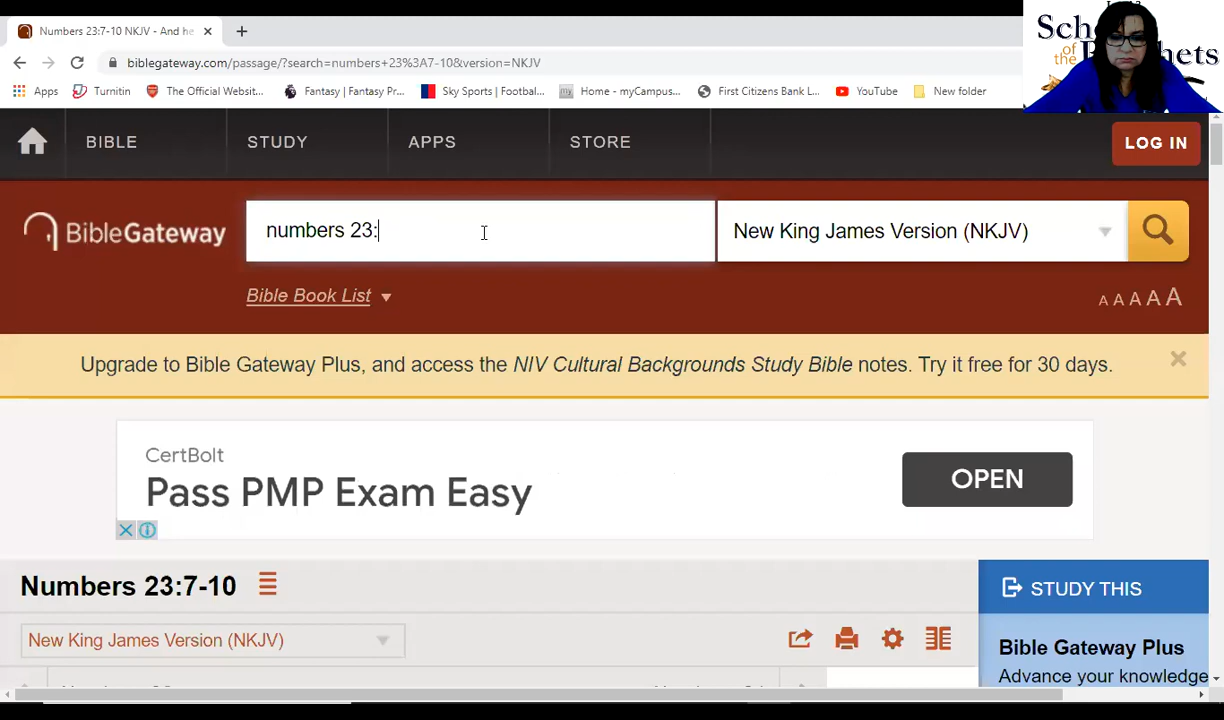 Numbers 23:7-10 NKJV - And he
biblegateway.com/passage/?search=numbers+23%3A7-10&version=NKJV
Apps Turnitin The Official Websit... Fantasy | Fantasy Pr... Sky Sports | Footbal... Home - myCampus... First Citizens Bank L... YouTube New folder
of the
BIBLE STUDY APPS STORE LOG IN
BibleGateway numbers 23: New King James Version (NKJV)
Bible Book List A A A A A
Upgrade to Bible Gateway Plus, and access the NIV Cultural Backgrounds Study Bible notes. Try it free for 30 days.
CertBolt
Pass PMP Exam Easy
OPEN
Numbers 23:7-10
New King James Version (NKJV)
STUDY THIS
Bible Gateway Plus
Advance your knowledge